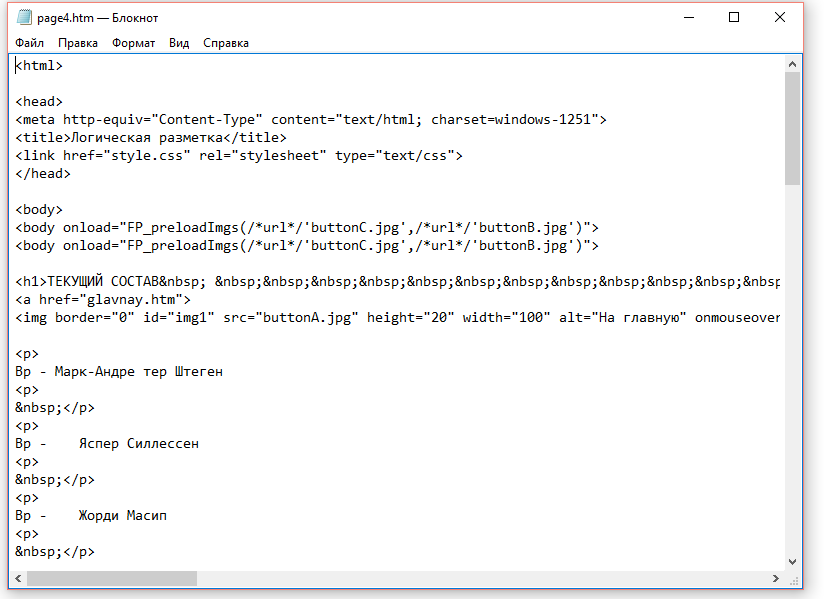 page4.htm — Блокнот
Файл Правка Формат Вид Справка
<html>
<head>
<meta http-equiv="Content-Type" content="text/html; charset=windows-1251">
<title>Логическая разметка</title>
<link href="style.css" rel="stylesheet" type="text/css">
</head>
<body>
<body onload="FP_preloadImgs(/*url*/'buttonC.jpg',/*url*/'buttonB.jpg')">
<body onload="FP_preloadImgs(/*url*/'buttonC.jpg',/*url*/'buttonB.jpg')">
<h1>ТЕКУЩИЙ СОСТАВ&nbsp; &nbsp;&nbsp;&nbsp;&nbsp;&nbsp;&nbsp;&nbsp;&nbsp;&nbsp;&nbsp;&nbsp;&nbsp
<a href="glavnay.htm">
<img border="0" id="img1" src="buttonA.jpg" height="20" width="100" alt="На главную" onmouseover
<p>
Вр - Марк-Андре тер Штеген
<p>
&nbsp;</p>
<p>
Вр -    Яспер Силлессен
<p>
&nbsp;</p>
<p>
Вр -    Жорди Масип
<p>
&nbsp;</p>